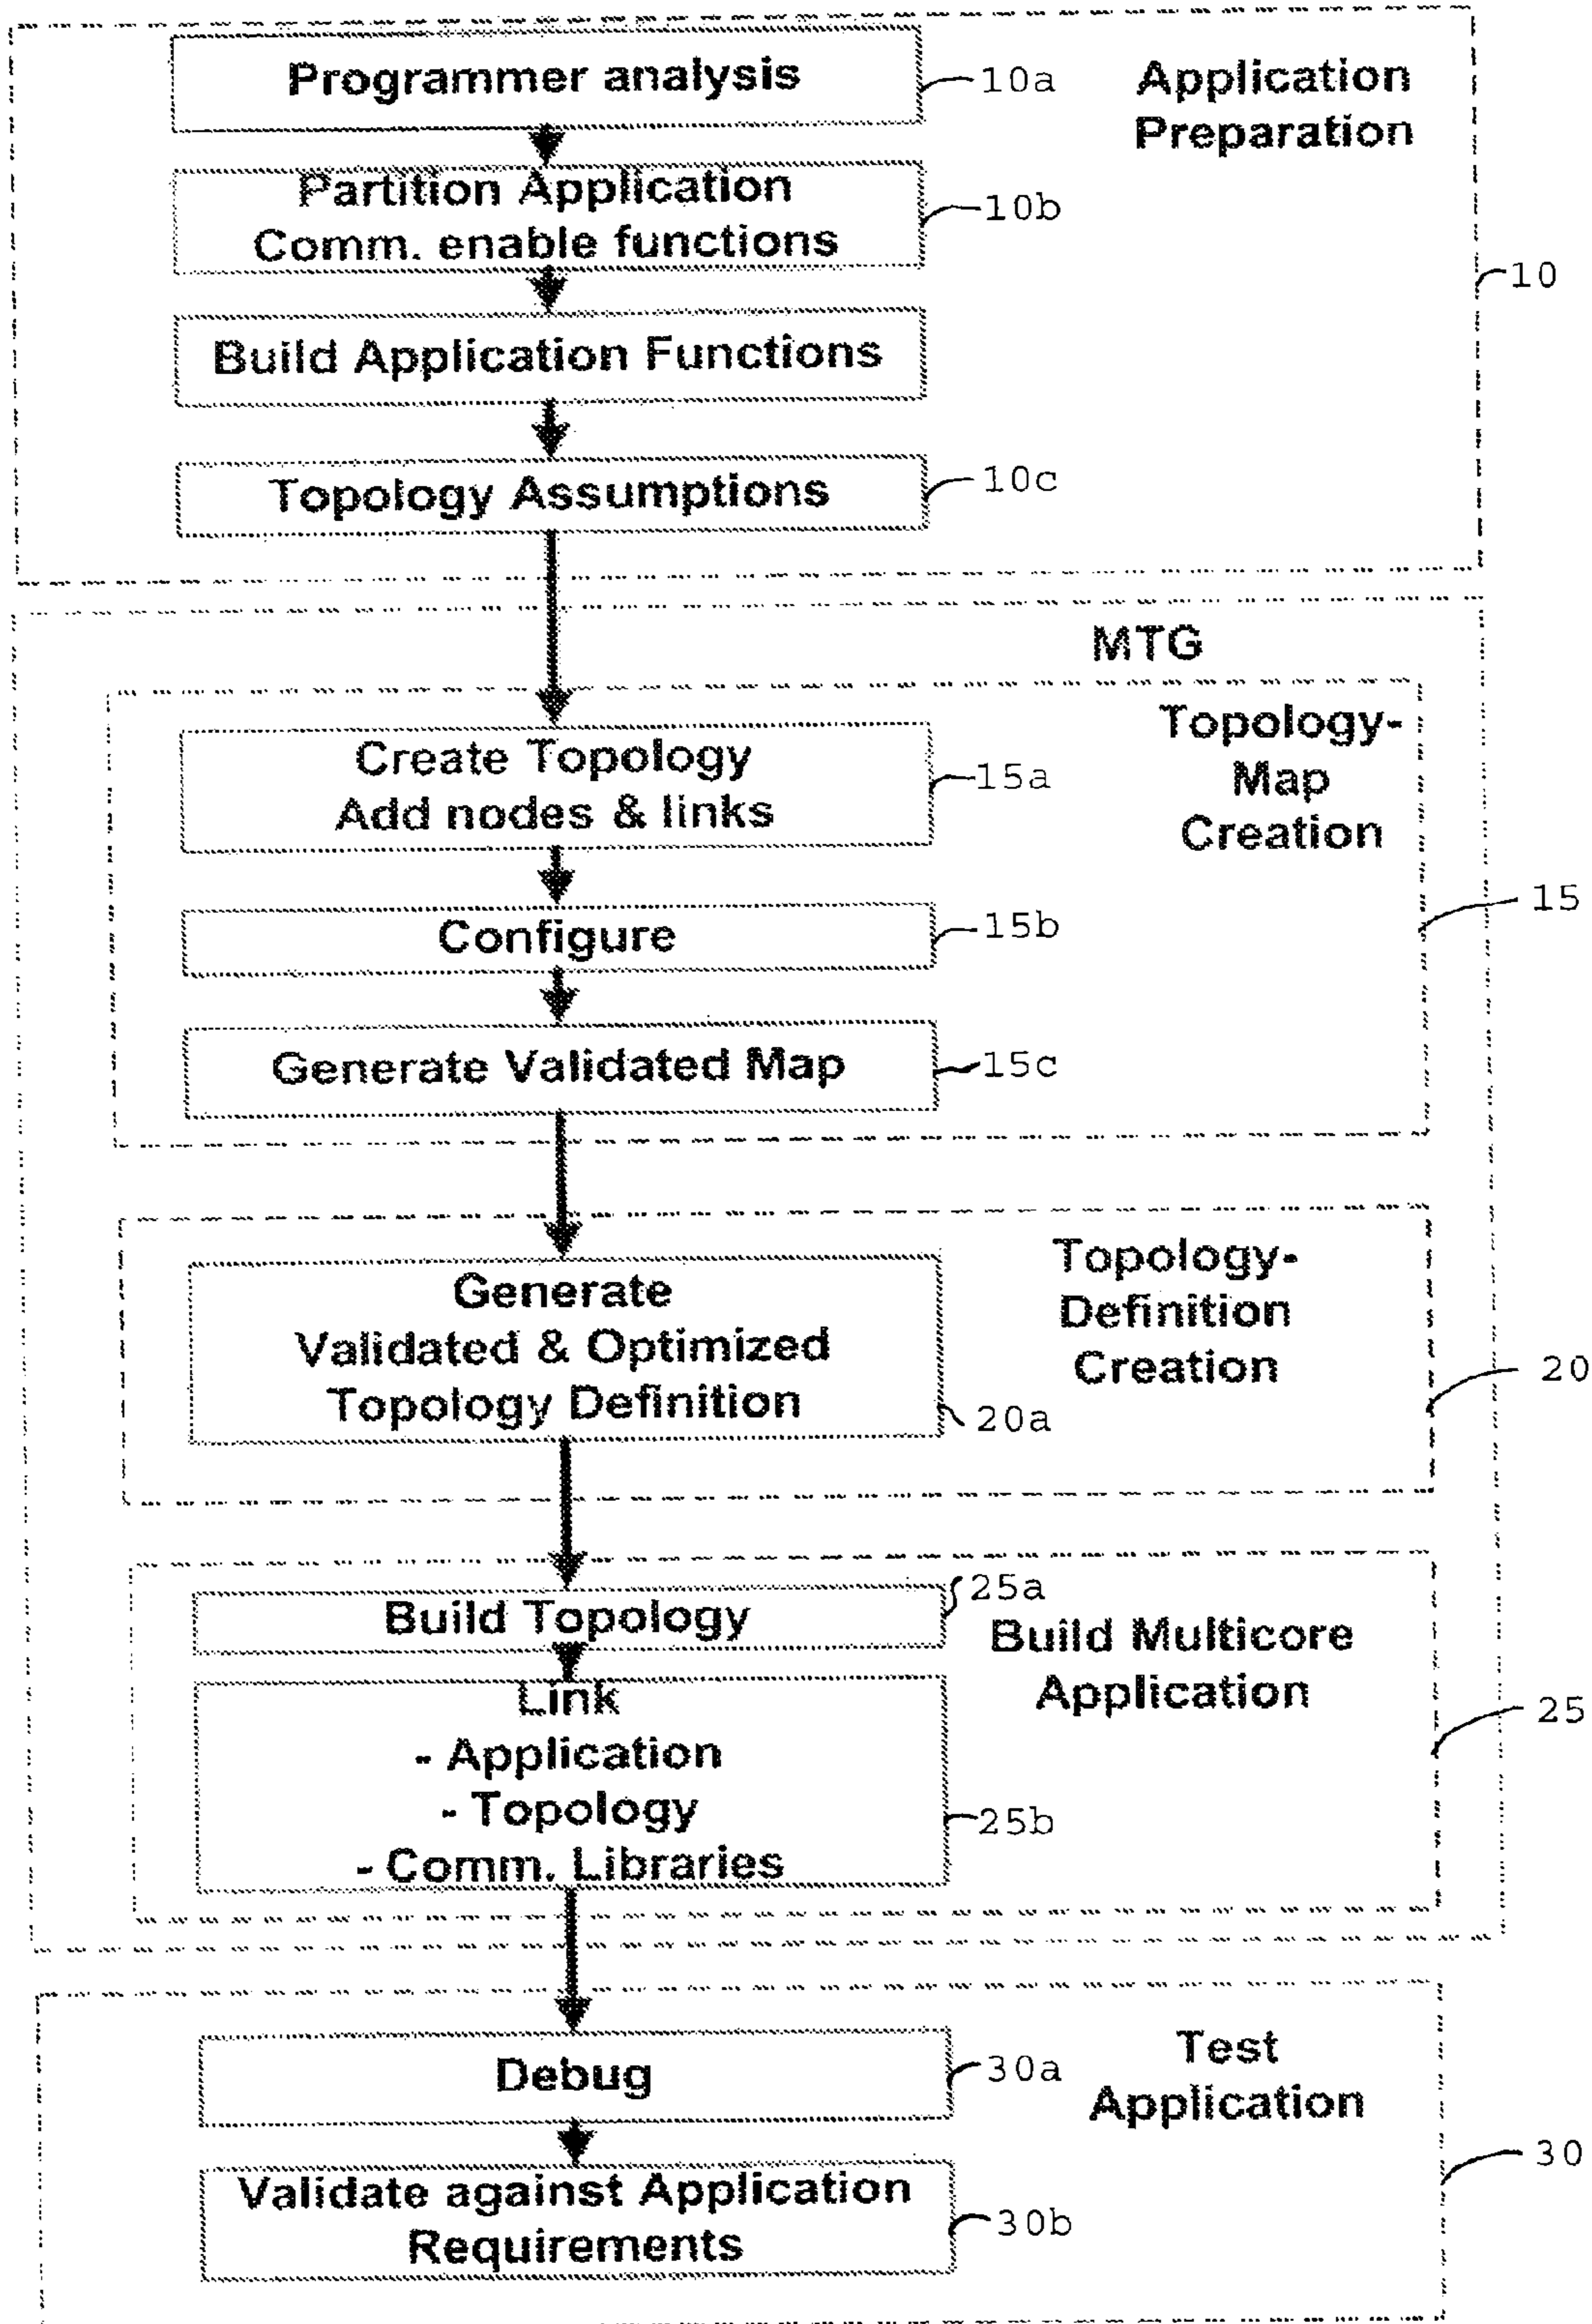 Programmer analysis
10a
Application
Preparation
Partition Application
Comm. enable functions
10b
10
Build Application Functions
Topology Assumptions
10c
MTG
Topology-
Map
Creation
Create Topology
Add nodes & links
15a
15
Configure
15b
Generate Validated Map
15c
Topology-
Definition
Creation
Generate
Validated & Optimized
Topology Definition
20a
20
Build Topology
25a
Build Multicore
Application
Link
- Application
- Topology
- Comm. Libraries
25b
25
Test
Application
Debug
30a
30
Validate against Application
Requirements
30b